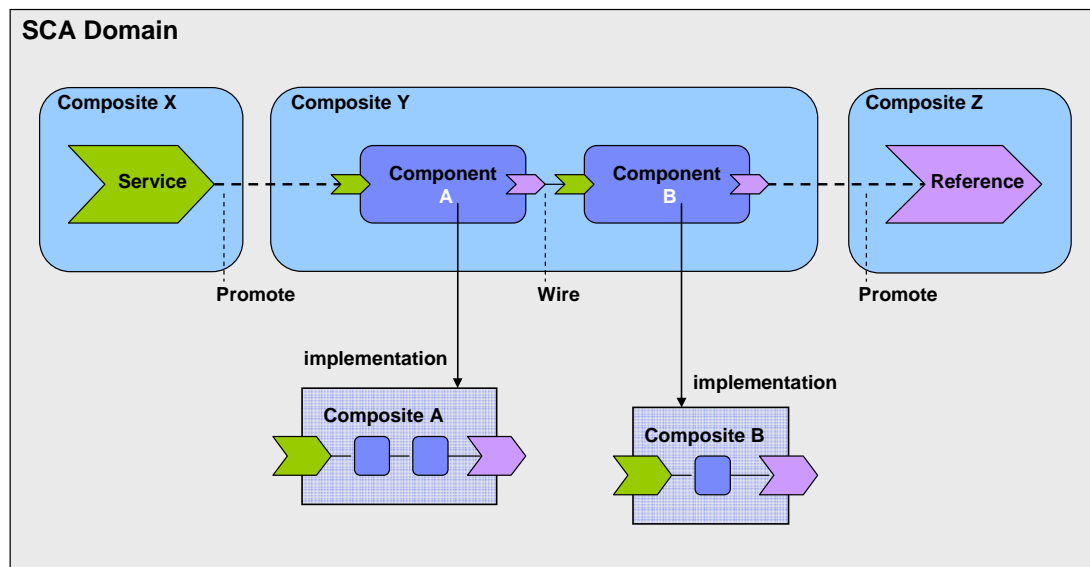 SCA Domain
Composite X
Composite Y
Composite Z
Service
Component
A
Component
B
Reference
Promote
Wire
Promote
implementation
implementation
Composite A
Composite B